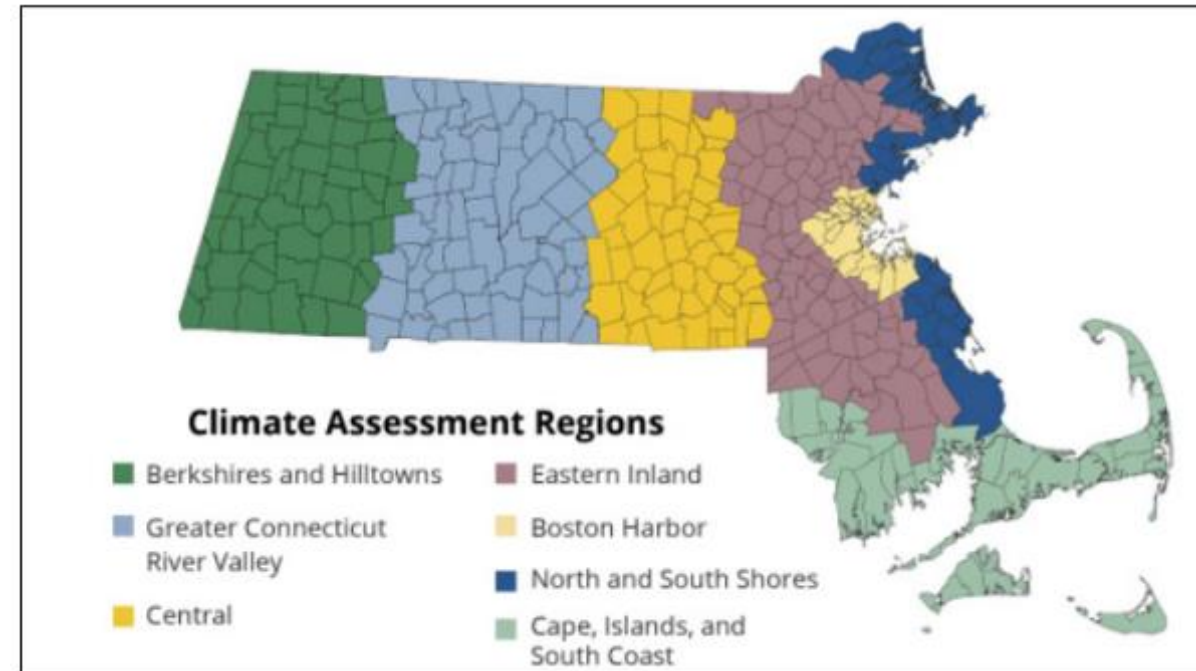 Climate Assessment Regions
Berkshires and Hilltowns
Greater Connecticut
River Valley
Central
Eastern Inland
Boston Harbor
North and South Shores
Cape, Islands, and
South Coast